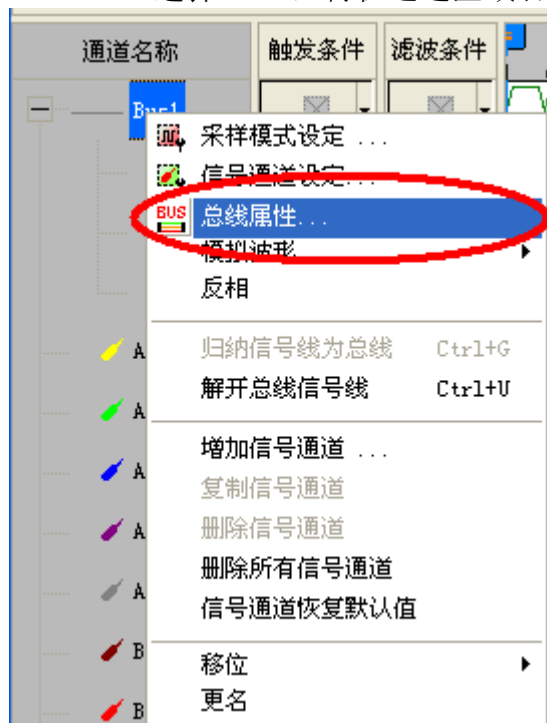 通道名称 触发条件 滤波条件
Bus1
采样模式设定 ...
信号通道设定...
BUS 总线属性...
模拟波形
反相
A 归纳信号线为总线 Ctrl+G
解开总线信号线 Ctrl+U
A
增加信号通道 ...
A
复制信号通道
A 删除信号通道
删除所有信号通道
A
信号通道恢复默认值
B
移位
更名
B